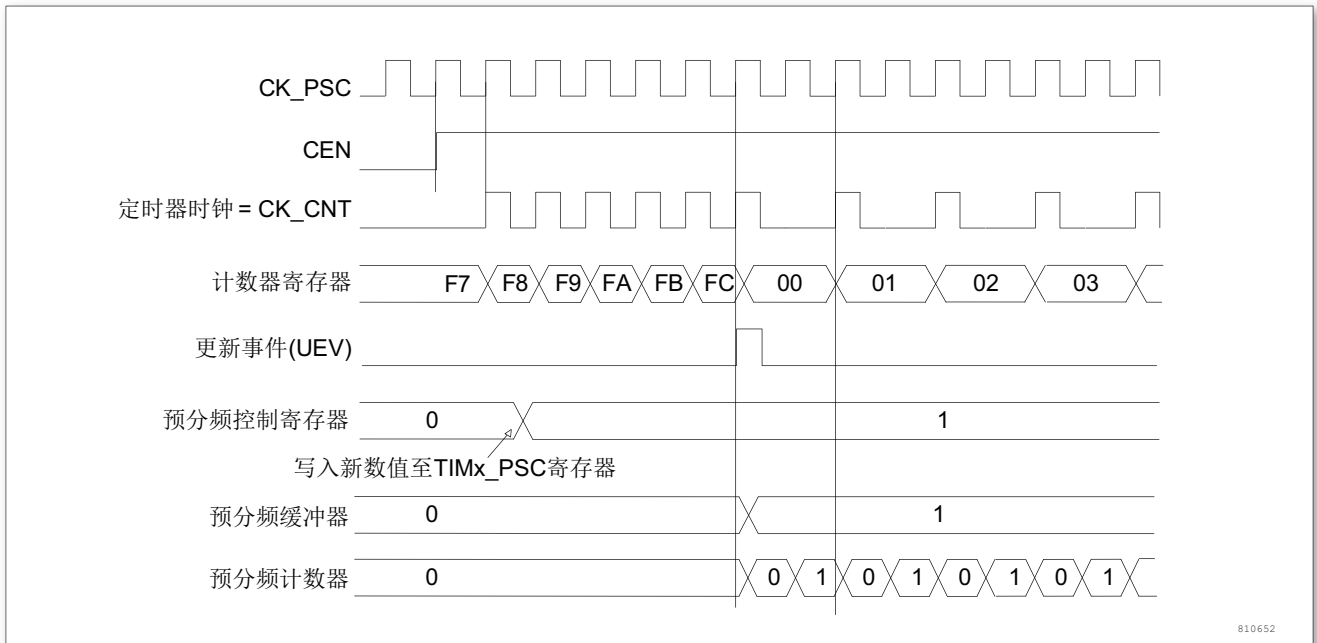 CK_PSC
CEN
定时器时钟 = CK_CNT
计数器寄存器 F7 F8 F9 FA FB FC 00 01 02 03
更新事件(UEV)
预分频控制寄存器 0 1
写入新数值至TIMx_PSC寄存器
预分频缓冲器 0 1
预分频计数器 0 0 1 0 1 0 1 0 1
810652